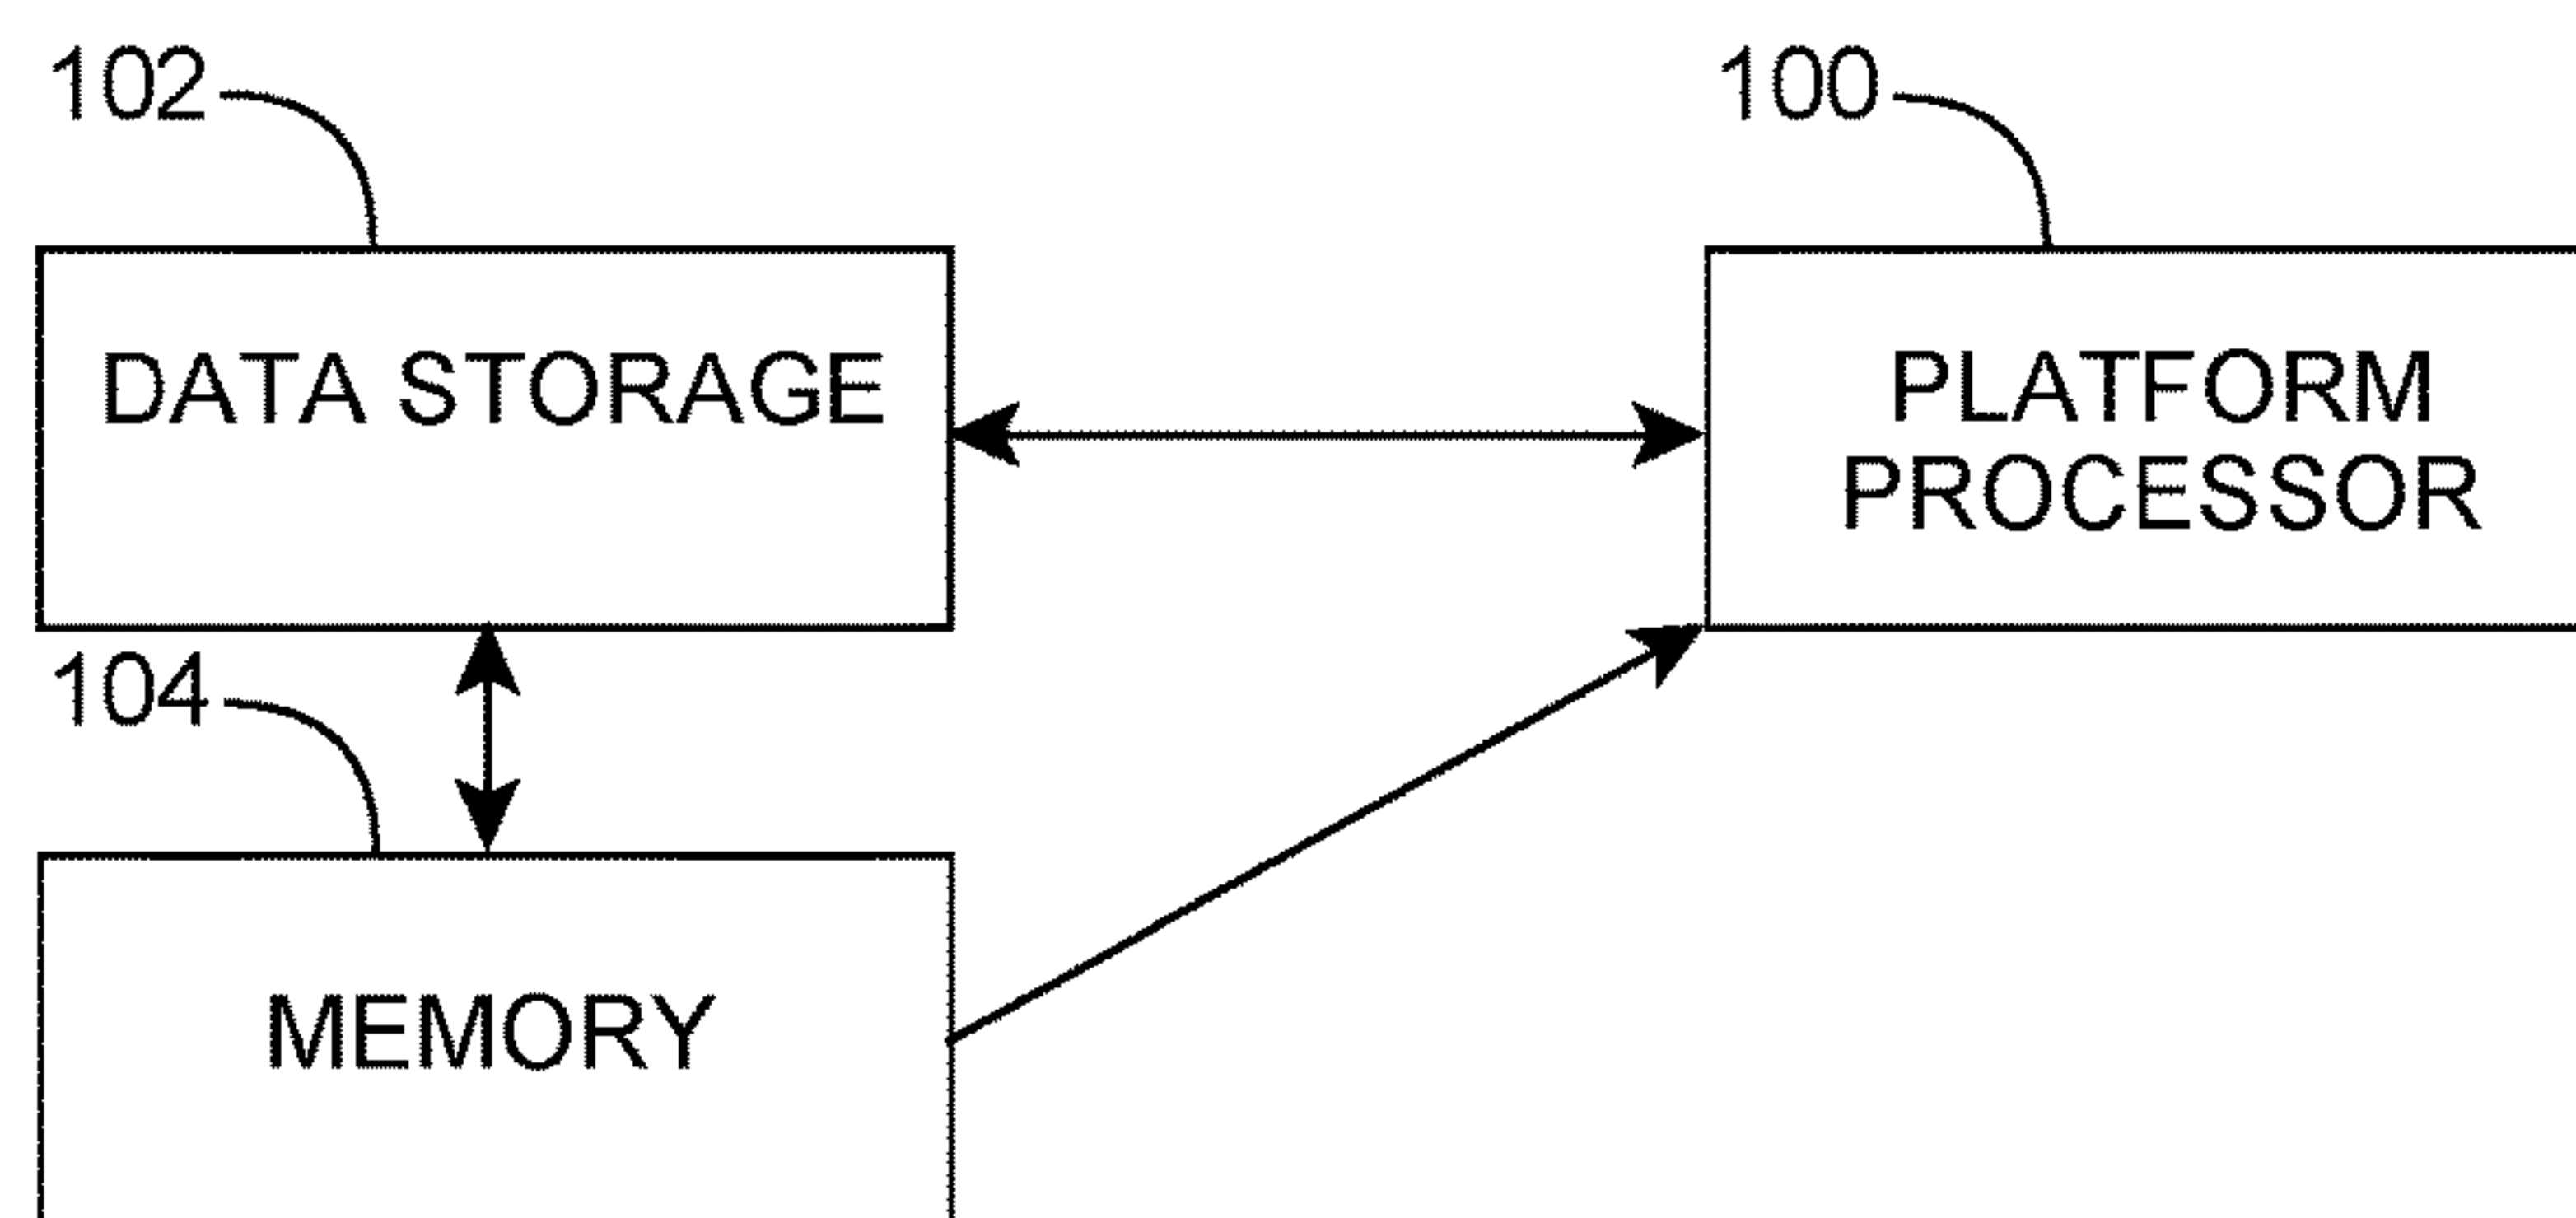 102
100
DATA STORAGE
PLATFORM
PROCESSOR
104
MEMORY